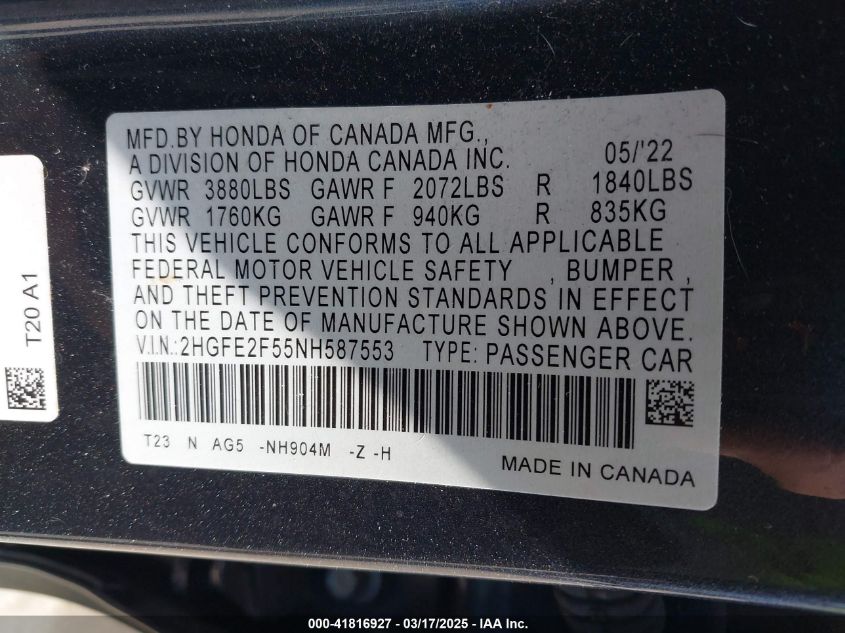 MFD.BY HONDA OF CANADA MFG.,
A DIVISION OF HONDA CANADA INC. 05/'22
GVWR 3880LBS GAWR F 2072LBS R 1840LBS
GVWR 1760KG GAWR F 940KG R 835KG
THIS VEHICLE CONFORMS TO ALL APPLICABLE
FEDERAL MOTOR VEHICLE SAFETY , BUMPER ,
AND THEFT PREVENTION STANDARDS IN EFFECT
ON THE DATE OF MANUFACTURE SHOWN ABOVE.
V.I.N.:2HGFE2F55NH587553 TYPE: PASSENGER CAR
T23 N AG5 -NH904M -Z -H
MADE IN CANADA
T20 A1
000-41816927 - 03/17/2025 - IAA Inc.